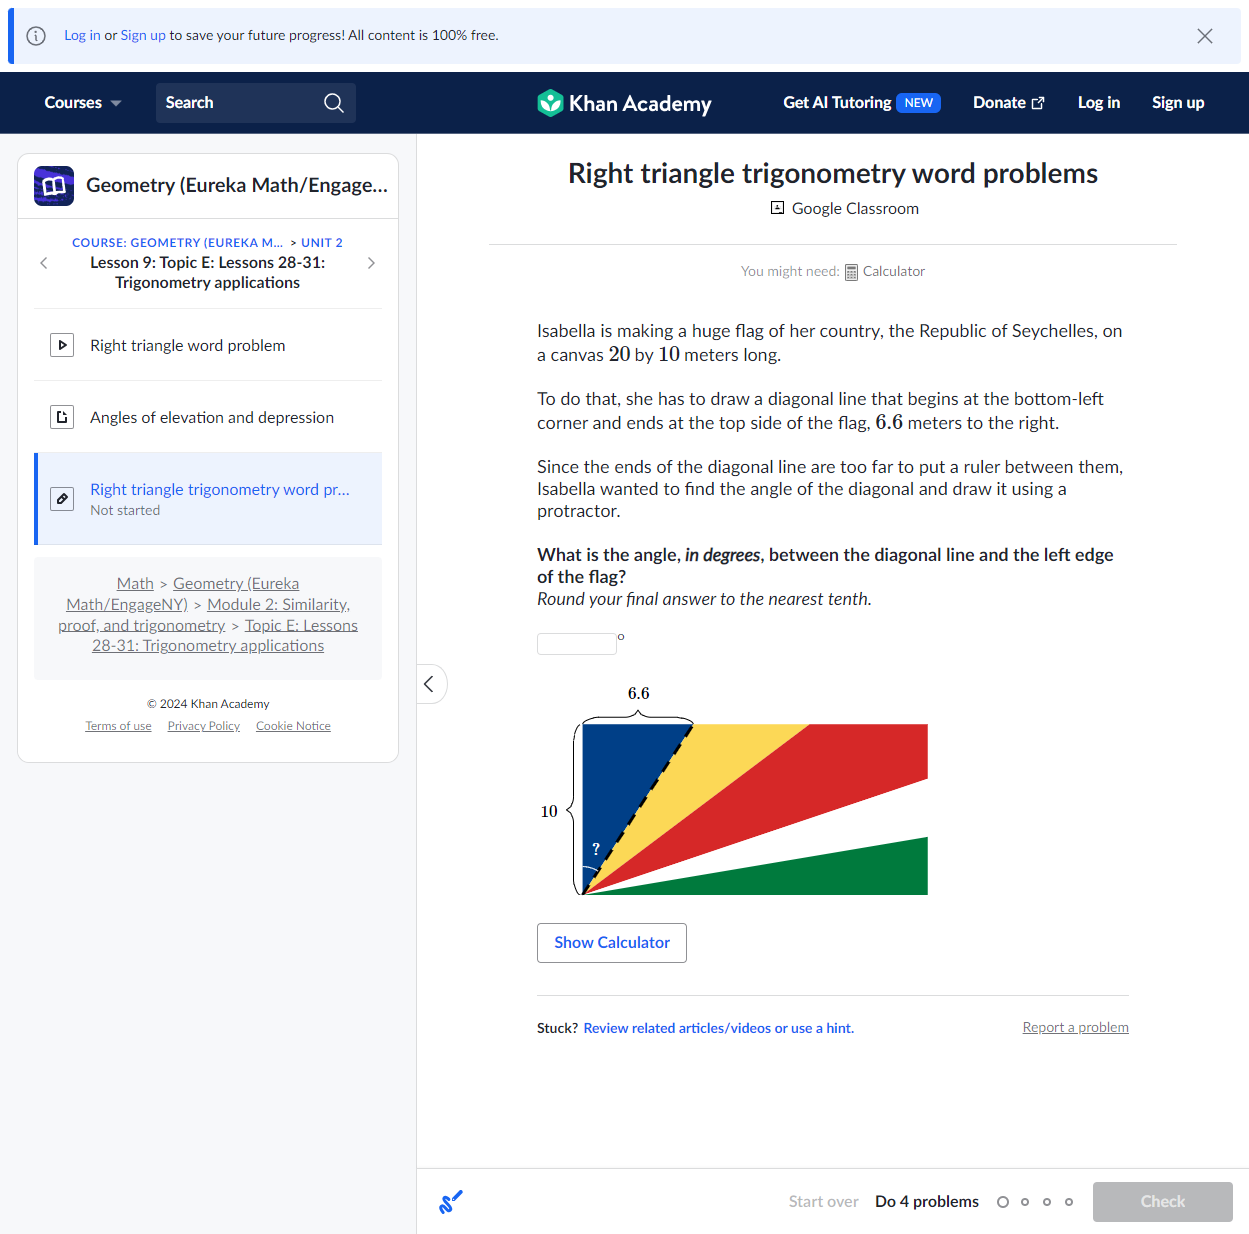 Log in or Sign up to save your future progress! All content is 100% free.
Courses
Search
Khan Academy
Get AI Tutoring NEW
Donate
Log in
Sign up
Geometry (Eureka Math/Engage...
COURSE: GEOMETRY (EUREKA M... > UNIT 2
Lesson 9: Topic E: Lessons 28-31:
Trigonometry applications
Right triangle word problem
Angles of elevation and depression
Right triangle trigonometry word pr...
Not started
Math > Geometry (Eureka
Math/EngageNY) > Module 2: Similarity,
proof, and trigonometry > Topic E: Lessons
28-31: Trigonometry applications
© 2024 Khan Academy
Terms of use Privacy Policy Cookie Notice
Right triangle trigonometry word problems
Google Classroom
You might need: Calculator
Isabella is making a huge flag of her country, the Republic of Seychelles, on
a canvas 20 by 10 meters long.
To do that, she has to draw a diagonal line that begins at the bottom-left
corner and ends at the top side of the flag, 6.6 meters to the right.
Since the ends of the diagonal line are too far to put a ruler between them,
Isabella wanted to find the angle of the diagonal and draw it using a
protractor.
What is the angle, in degrees, between the diagonal line and the left edge
of the flag?
Round your final answer to the nearest tenth.
°
6.6
10
?
Show Calculator
Stuck? Review related articles/videos or use a hint.
Report a problem
Start over
Do 4 problems
Check